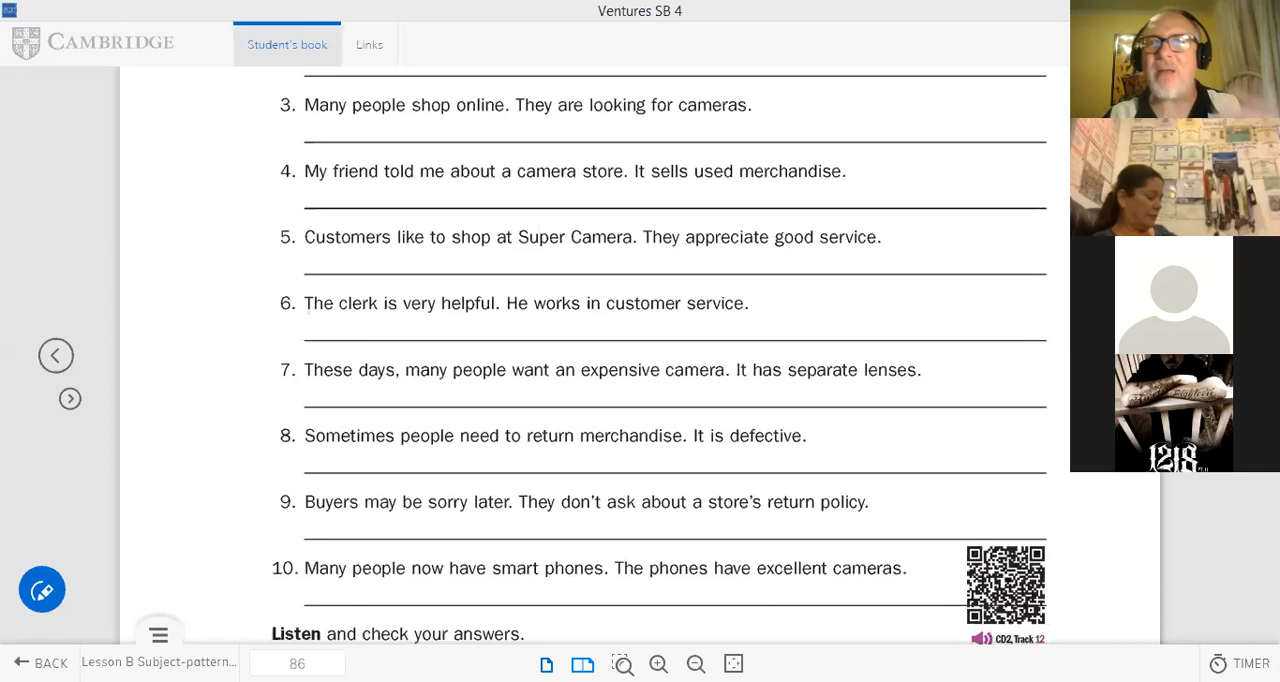 Ventures SB 4
CAMBRIDGE
Student's book
Links
3. Many people shop online. They are looking for cameras.
4. My friend told me about a camera store. It sells used merchandise.
5. Customers like to shop at Super Camera. They appreciate good service.
6. The clerk is very helpful. He works in customer service.
7. These days, many people want an expensive camera. It has separate lenses.
8. Sometimes people need to return merchandise. It is defective.
9. Buyers may be sorry later. They don't ask about a store's return policy.
10. Many people now have smart phones. The phones have excellent cameras.
Listen and check your answers.
CD2, Track 12
BACK
Lesson B Subject-pattern...
86
TIMER
1218